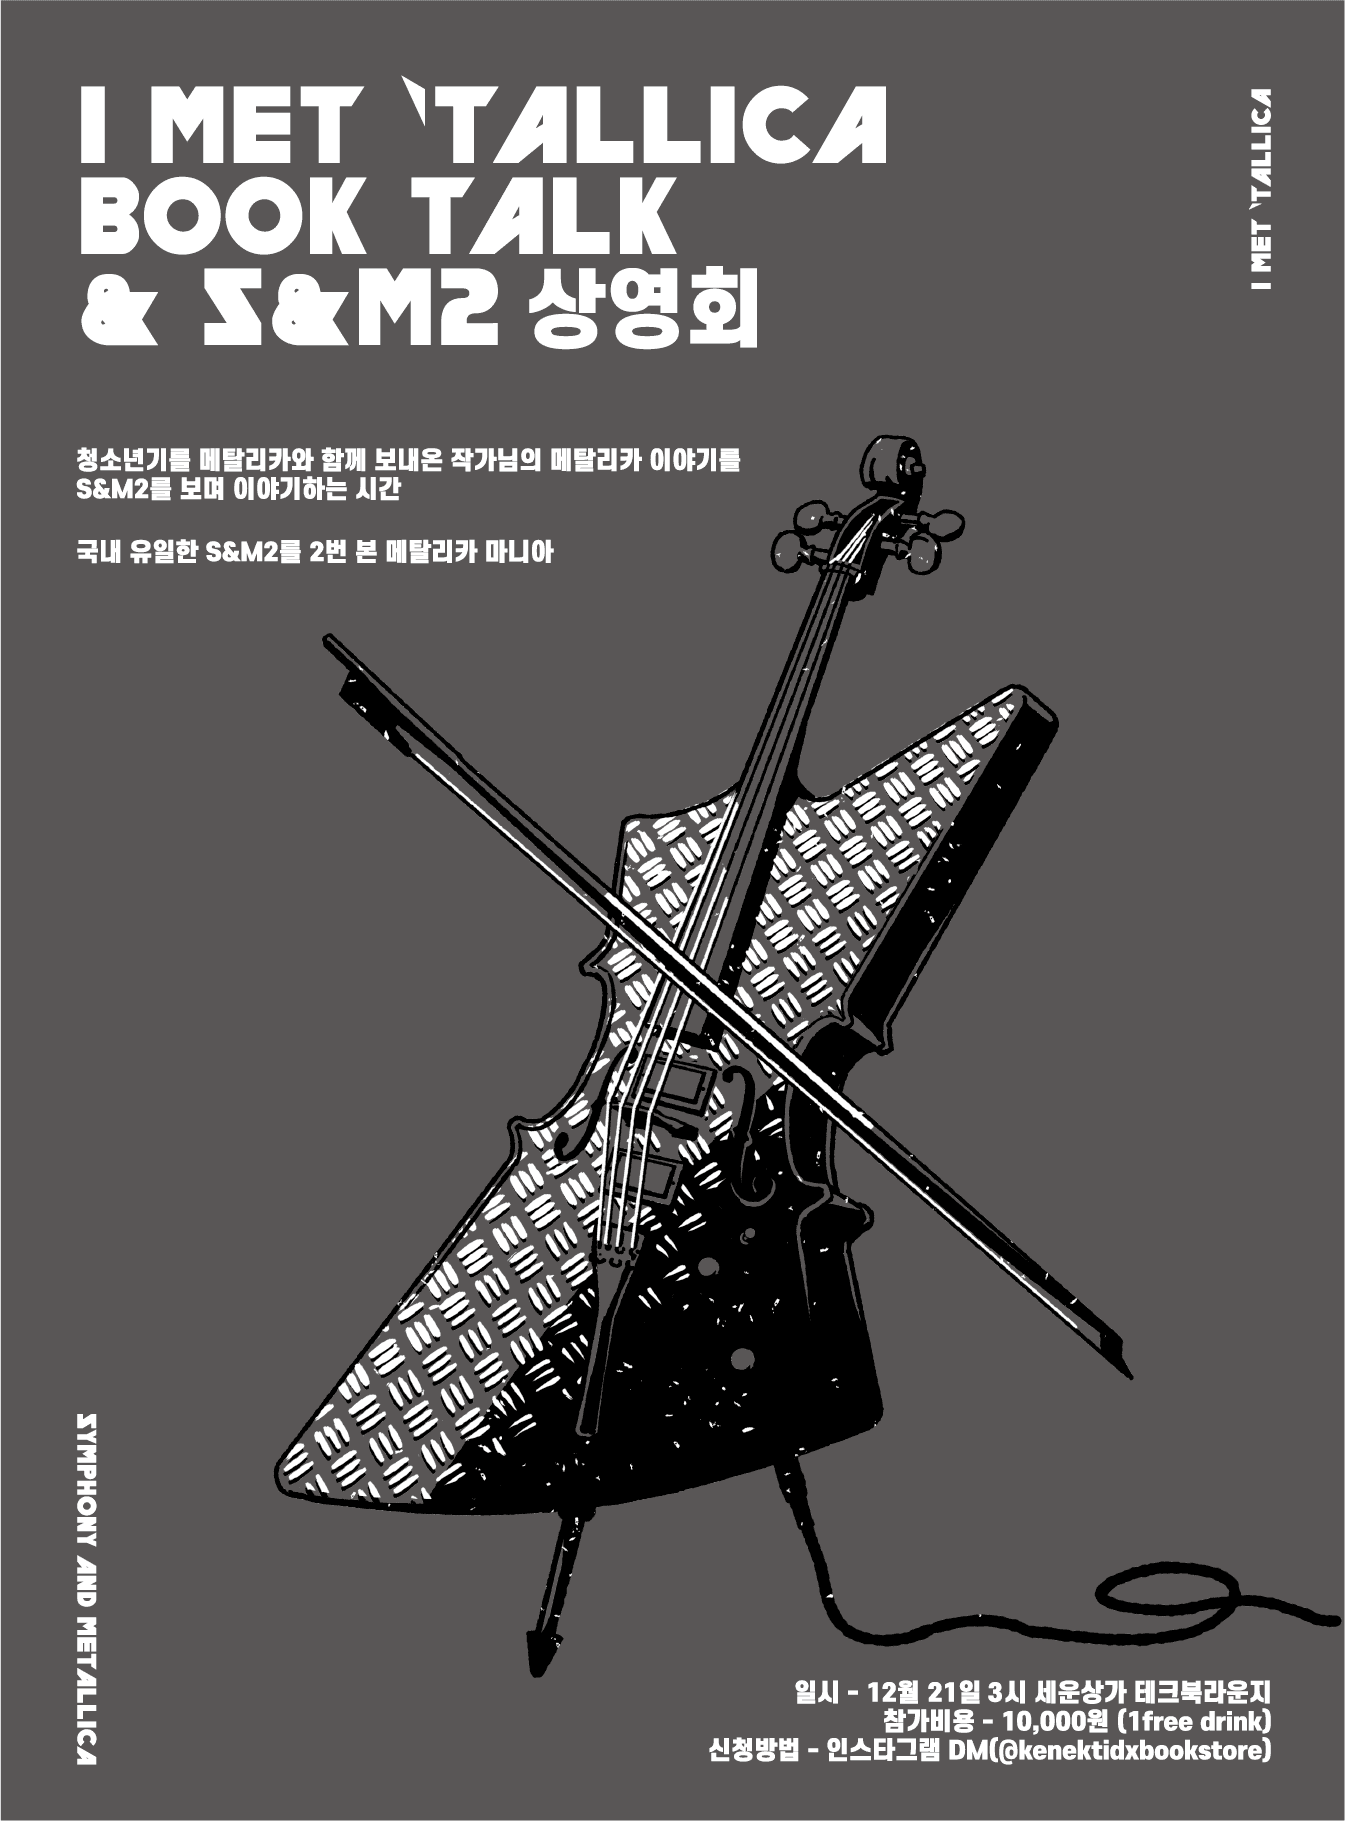 I MET `TALLICA
BOOK TALK
& S&M2 상영회
I MET `TALLICA
청소년기를 메탈리카와 함께 보내온 작가님의 메탈리카 이야기를
S&M2를 보며 이야기하는 시간
국내 유일한 S&M2를 2번 본 메탈리카 마니아
SYMPHONY AND METALLICA
일시 - 12월 21일 3시 세운상가 테크북라운지
참가비용 - 10,000원 (1free drink)
신청방법 - 인스타그램 DM(@kenektidxbookstore)